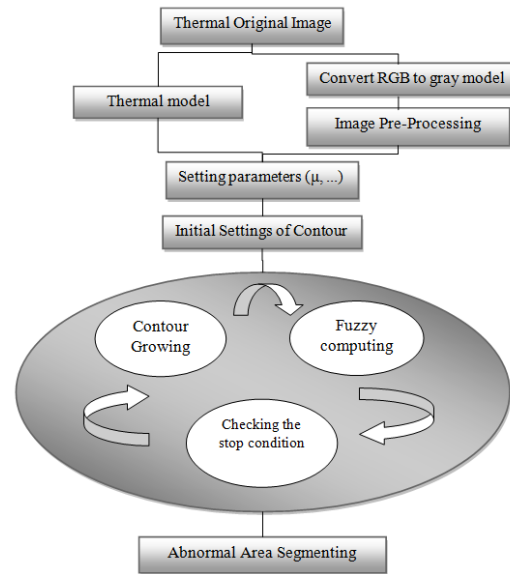 Thermal Original Image
Convert RGB to gray model
Thermal model
Image Pre-Processing
Setting parameters (µ, ...)
Initial Settings of Contour
Contour
Growing
Fuzzy
computing
Checking the
stop condition
Abnormal Area Segmenting